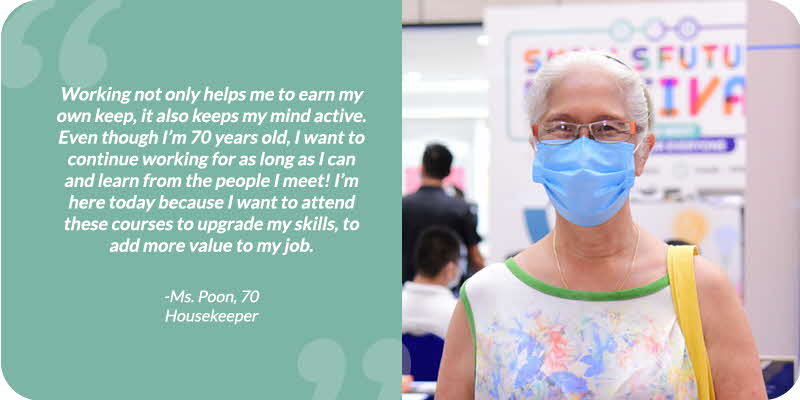 Working not only helps me to earn my
own keep, it also keeps my mind active.
Even though I'm 70 years old, I want to
continue working for as long as I can
and learn from the people I meet! I'm
here today because I want to attend
these courses to upgrade my skills, to
add more value to my job.
-Ms. Poon, 70
Housekeeper
EVERYONE